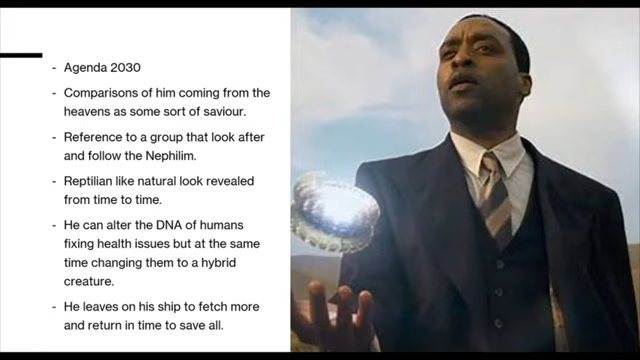 - Agenda 2030
- Comparisons of him coming from the
heavens as some sort of saviour.
- Reference to a group that look after
and follow the Nephilim.
- Reptilian like natural look revealed
from time to time.
- He can alter the DNA of humans
fixing health issues but at the same
time changing them to a hybrid
creature.
- He leaves on his ship to fetch more
and return in time to save all.